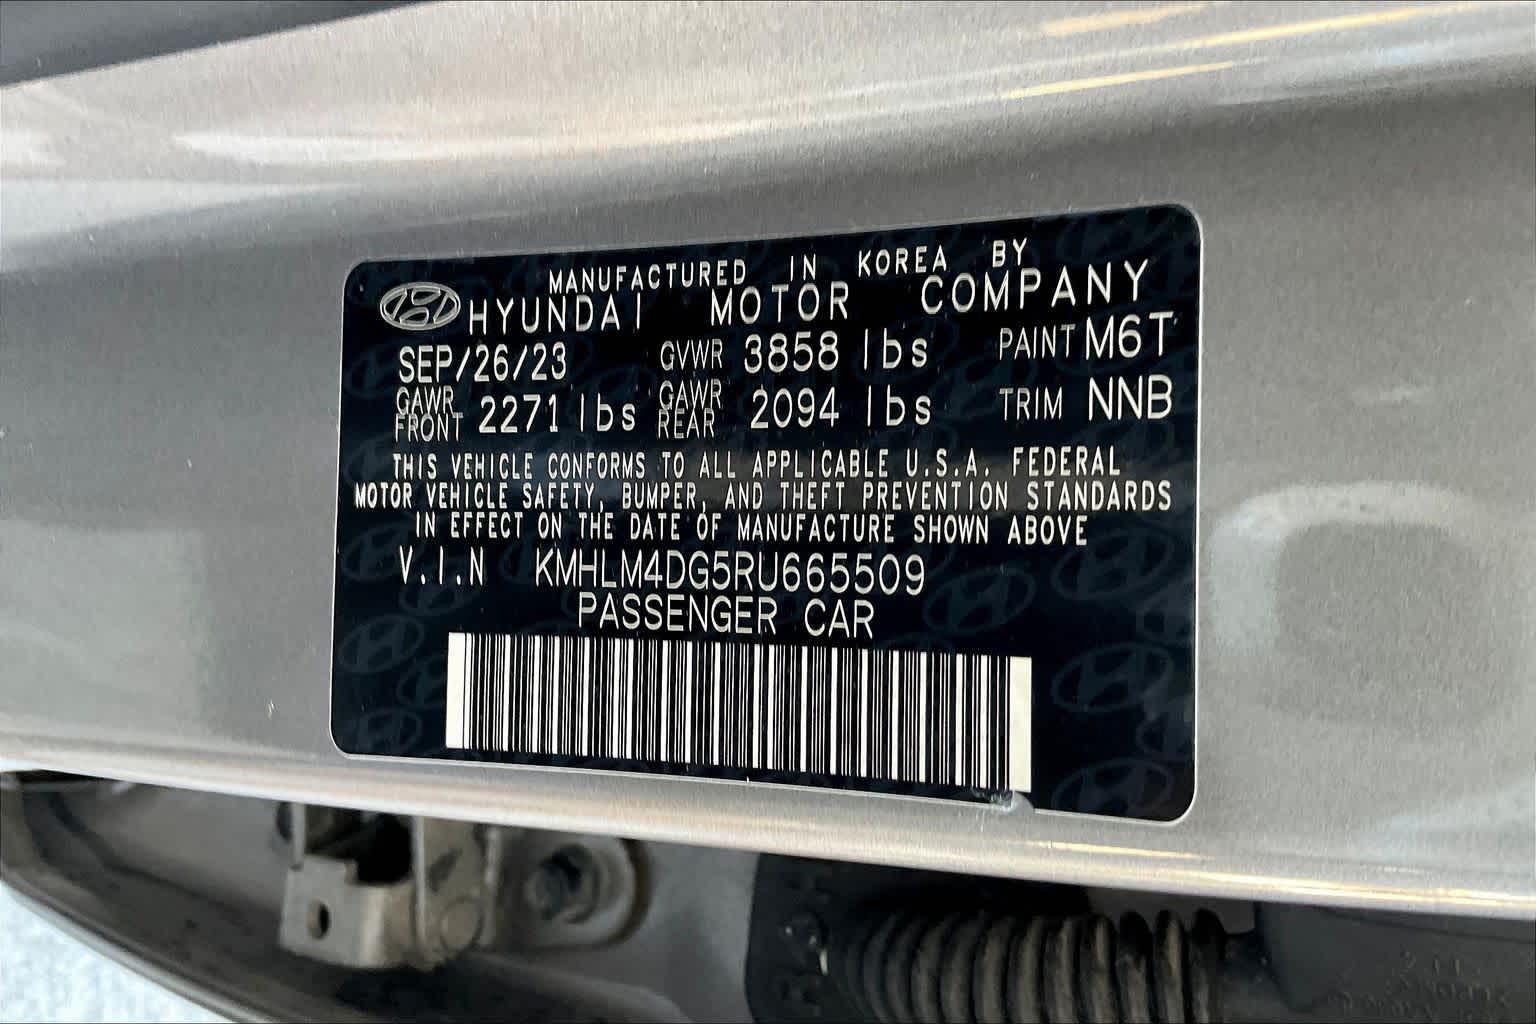 MANUFACTURED IN KOREA BY
HYUNDAI MOTOR COMPANY
SEP/26/23 GVWR 3858 lbs PAINT M6T
GAWR FRONT 2271 lbs GAWR REAR 2094 lbs TRIM NNB
THIS VEHICLE CONFORMS TO ALL APPLICABLE U.S.A. FEDERAL
MOTOR VEHICLE SAFETY, BUMPER, AND THEFT PREVENTION STANDARDS
IN EFFECT ON THE DATE OF MANUFACTURE SHOWN ABOVE
V.I.N KMHLM4DG5RU665509
PASSENGER CAR